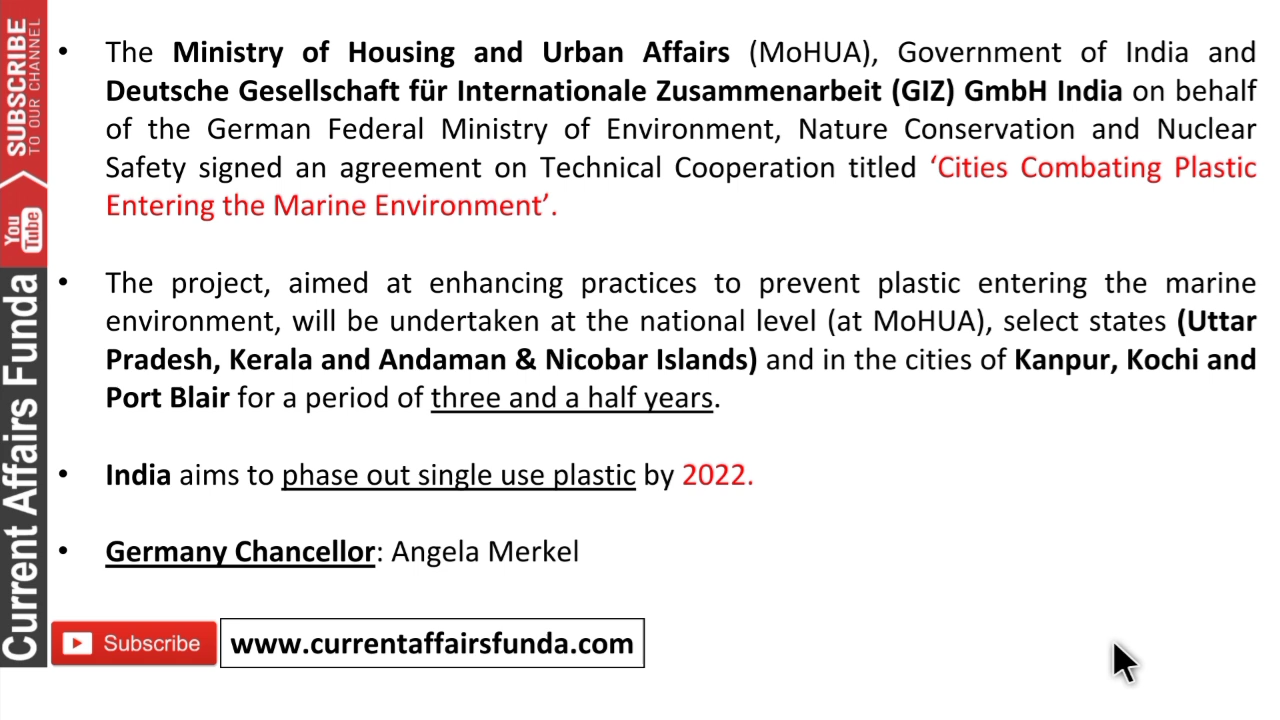 SUBSCRIBE
TO OUR CHANNEL
You
Tube
Current Affairs Funda
• The Ministry of Housing and Urban Affairs (MoHUA), Government of India and
Deutsche Gesellschaft für Internationale Zusammenarbeit (GIZ) GmbH India on behalf
of the German Federal Ministry of Environment, Nature Conservation and Nuclear
Safety signed an agreement on Technical Cooperation titled ‘Cities Combating Plastic
Entering the Marine Environment’.
• The project, aimed at enhancing practices to prevent plastic entering the marine
environment, will be undertaken at the national level (at MoHUA), select states (Uttar
Pradesh, Kerala and Andaman & Nicobar Islands) and in the cities of Kanpur, Kochi and
Port Blair for a period of three and a half years.
• India aims to phase out single use plastic by 2022.
• Germany Chancellor: Angela Merkel
Subscribe
www.currentaffairsfunda.com